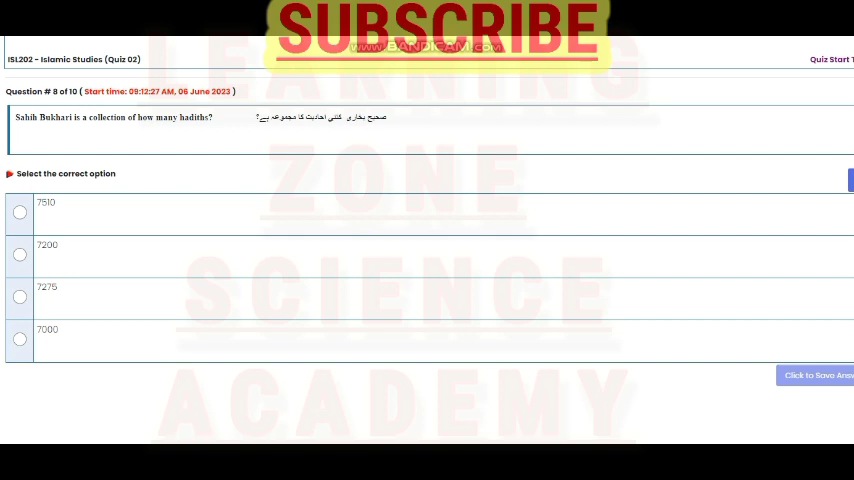 SUBSCRIBE
www.BANDICAM.com
ISL202 - Islamic Studies (Quiz 02)
Quiz Start T
Question # 8 of 10 ( Start time: 09:12:27 AM, 06 June 2023 )
Sahih Bukhari is a collection of how many hadiths? صحیح بخاری کتنی احادیث کا مجموعہ ہے؟
Select the correct option
7510
7200
7275
7000
Click to Save Answ
LEARNING
ZONE
SCIENCE
ACADEMY